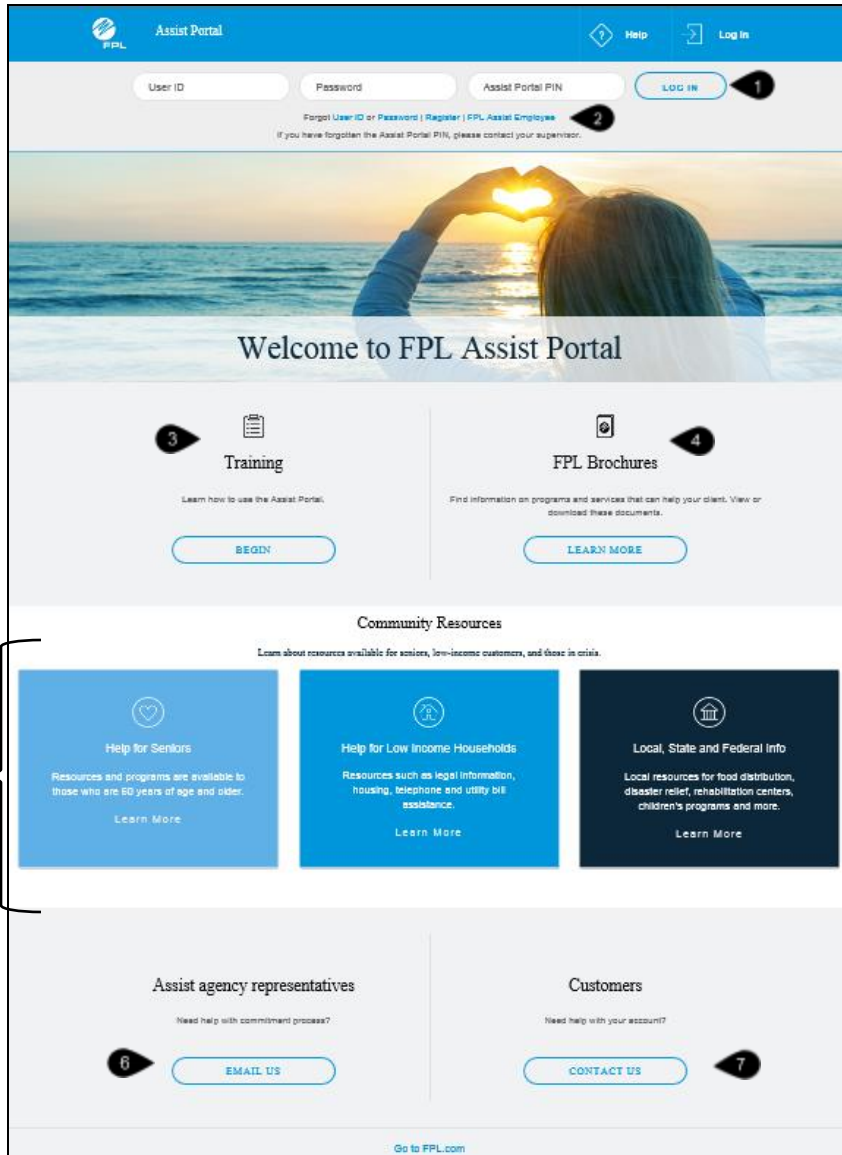 FPL
Assist Portal
Help
Log In
User ID
Password
Assist Portal PIN
LOG IN
1
Forgot User ID or Password | Register | FPL Assist Employee
2
If you have forgotten the Assist Portal PIN, please contact your supervisor.
Welcome to FPL Assist Portal
3
Training
Learn how to use the Assist Portal.
BEGIN
4
FPL Brochures
Find information on programs and services that can help your client. View or
download these documents.
LEARN MORE
Community Resources
Learn about resources available for seniors, low-income customers, and those in crisis.
Help for Seniors
Resources and programs are available to
those who are 60 years of age and older.
Learn More
Help for Low Income Households
Resources such as legal information,
housing, telephone and utility bill
assistance.
Learn More
Local, State and Federal Info
Local resources for food distribution,
disaster relief, rehabilitation centers,
children's programs and more.
Learn More
Assist agency representatives
Need help with commitment process?
6
EMAIL US
Customers
Need help with your account?
CONTACT US
7
Go to FPL.com